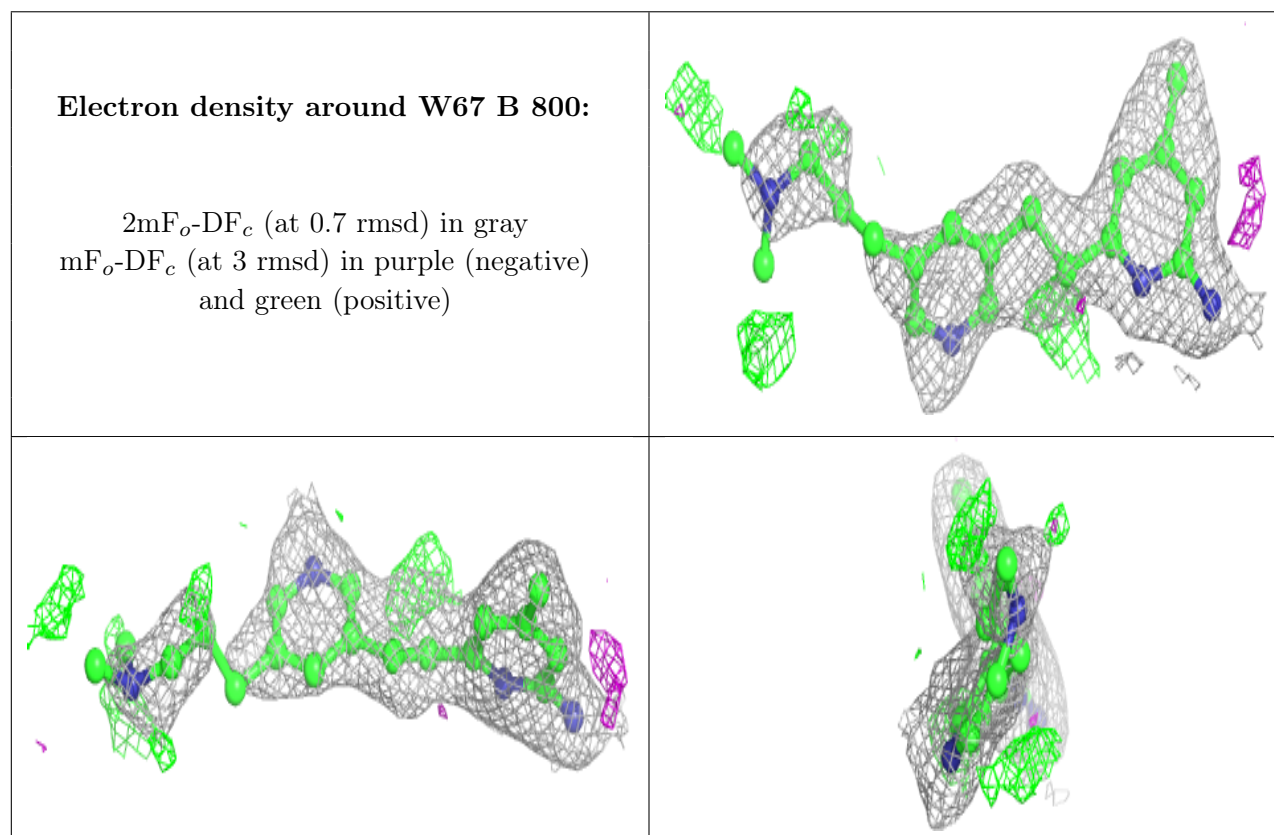 Electron density around W67 B 800:
2mFo-DFc (at 0.7 rmsd) in gray
mFo-DFc (at 3 rmsd) in purple (negative)
and green (positive)